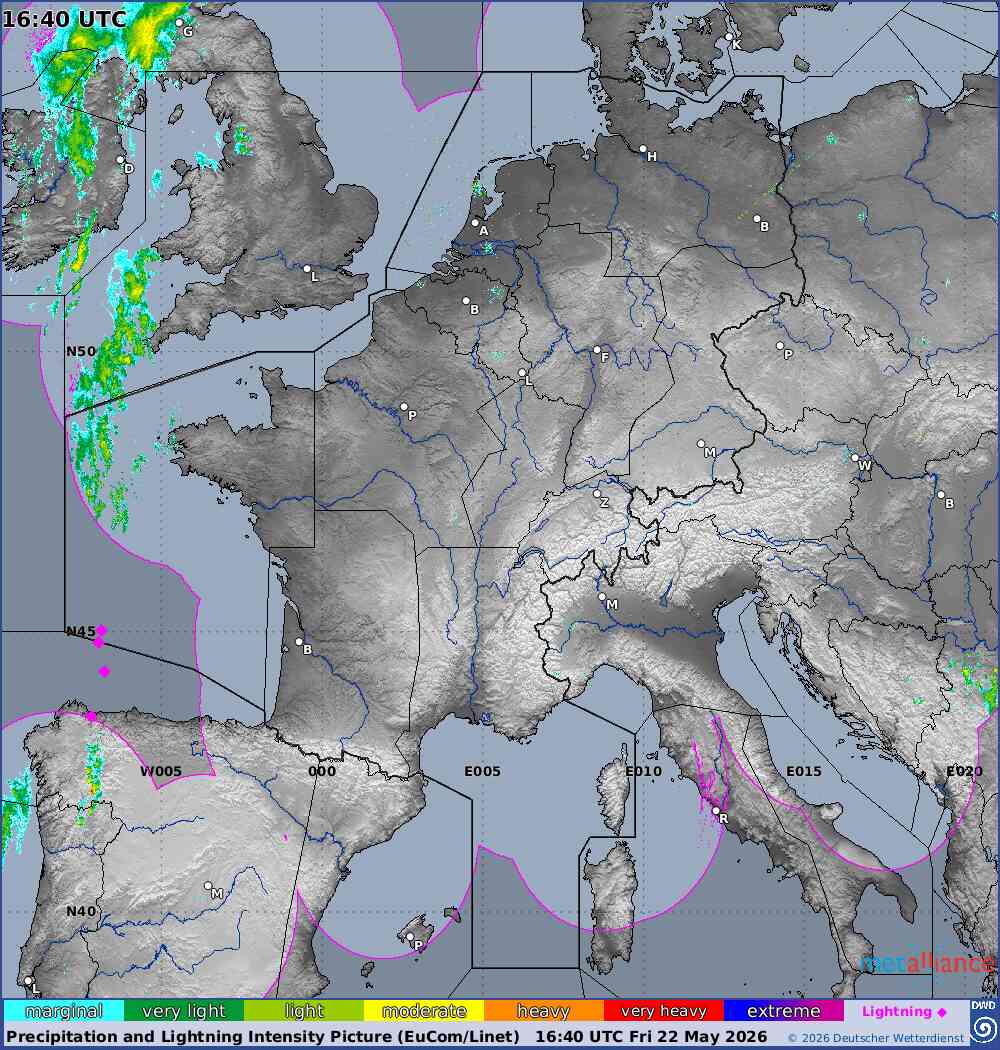 16:40 UTC
G
K
D
H
A
B
L
B
N50
F
P
L
P
M
W
Z
B
M
N45
B
W005
000
E005
E010
E015
E020
R
M
N40
P
L
metalliance
marginal very light light moderate heavy very heavy extreme Lightning
DWD
Precipitation and Lightning Intensity Picture (EuCom/Linet) 16:40 UTC Fri 22 May 2026 © 2026 Deutscher Wetterdienst